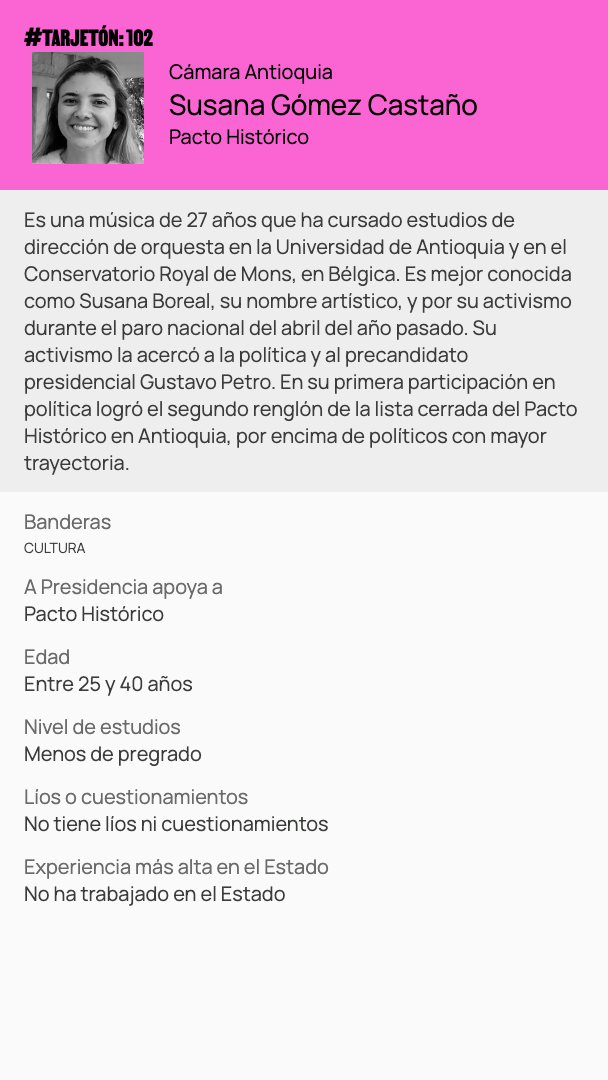 #TARJETÓN: 102
Cámara Antioquia
Susana Gómez Castaño
Pacto Histórico
Es una música de 27 años que ha cursado estudios de
dirección de orquesta en la Universidad de Antioquia y en el
Conservatorio Royal de Mons, en Bélgica. Es mejor conocida
como Susana Boreal, su nombre artístico, y por su activismo
durante el paro nacional del abril del año pasado. Su
activismo la acercó a la política y al precandidato
presidencial Gustavo Petro. En su primera participación en
política logró el segundo renglón de la lista cerrada del Pacto
Histórico en Antioquia, por encima de políticos con mayor
trayectoria.
Banderas
CULTURA
A Presidencia apoya a
Pacto Histórico
Edad
Entre 25 y 40 años
Nivel de estudios
Menos de pregrado
Líos o cuestionamientos
No tiene líos ni cuestionamientos
Experiencia más alta en el Estado
No ha trabajado en el Estado